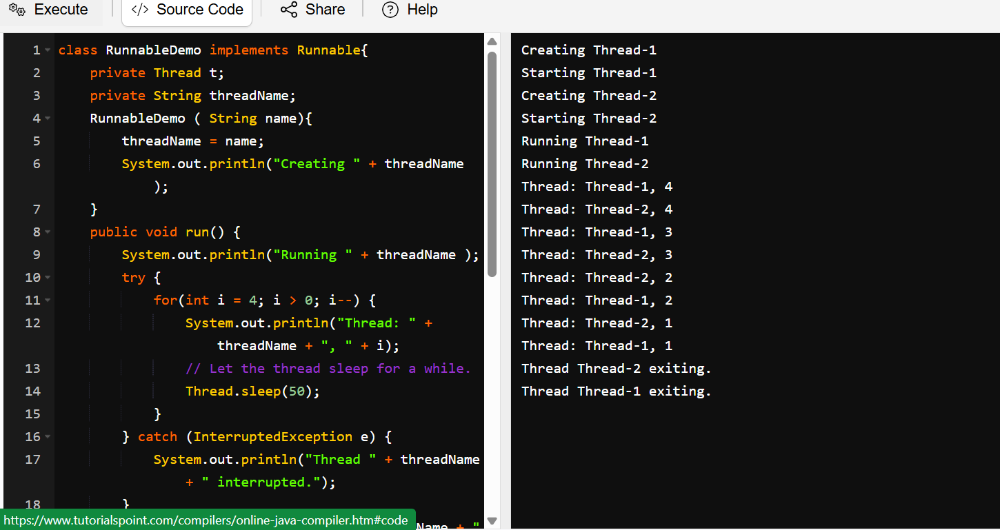 Execute
</> Source Code
Share
? Help
1 class RunnableDemo implements Runnable{
2 private Thread t;
3 private String threadName;
4 RunnableDemo ( String name){
5 threadName = name;
6 System.out.println("Creating " + threadName
);
7 }
8 public void run() {
9 System.out.println("Running " + threadName );
10 try {
11 for(int i = 4; i > 0; i--) {
12 System.out.println("Thread: " +
threadName + ", " + i);
13 // Let the thread sleep for a while.
14 Thread.sleep(50);
15 }
16 } catch (InterruptedException e) {
17 System.out.println("Thread " + threadName
+ " interrupted.");
18 }
Name + "
https://www.tutorialspoint.com/compilers/online-java-compiler.htm#code
Creating Thread-1
Starting Thread-1
Creating Thread-2
Starting Thread-2
Running Thread-1
Running Thread-2
Thread: Thread-1, 4
Thread: Thread-2, 4
Thread: Thread-1, 3
Thread: Thread-2, 3
Thread: Thread-2, 2
Thread: Thread-1, 2
Thread: Thread-2, 1
Thread: Thread-1, 1
Thread Thread-2 exiting.
Thread Thread-1 exiting.